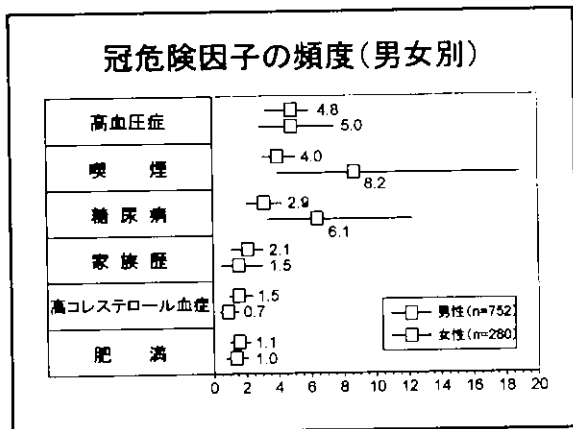 冠危険因子の頻度(男女別)
高血圧症
4.8
5.0
喫 煙
4.0
8.2
糖尿病
2.9
6.1
家族歴
2.1
1.5
高コレステロール血症
1.5
0.7
肥 満
1.1
1.0
男性(n=752)
女性(n=280)
0 2 4 6 8 10 12 14 16 18 20